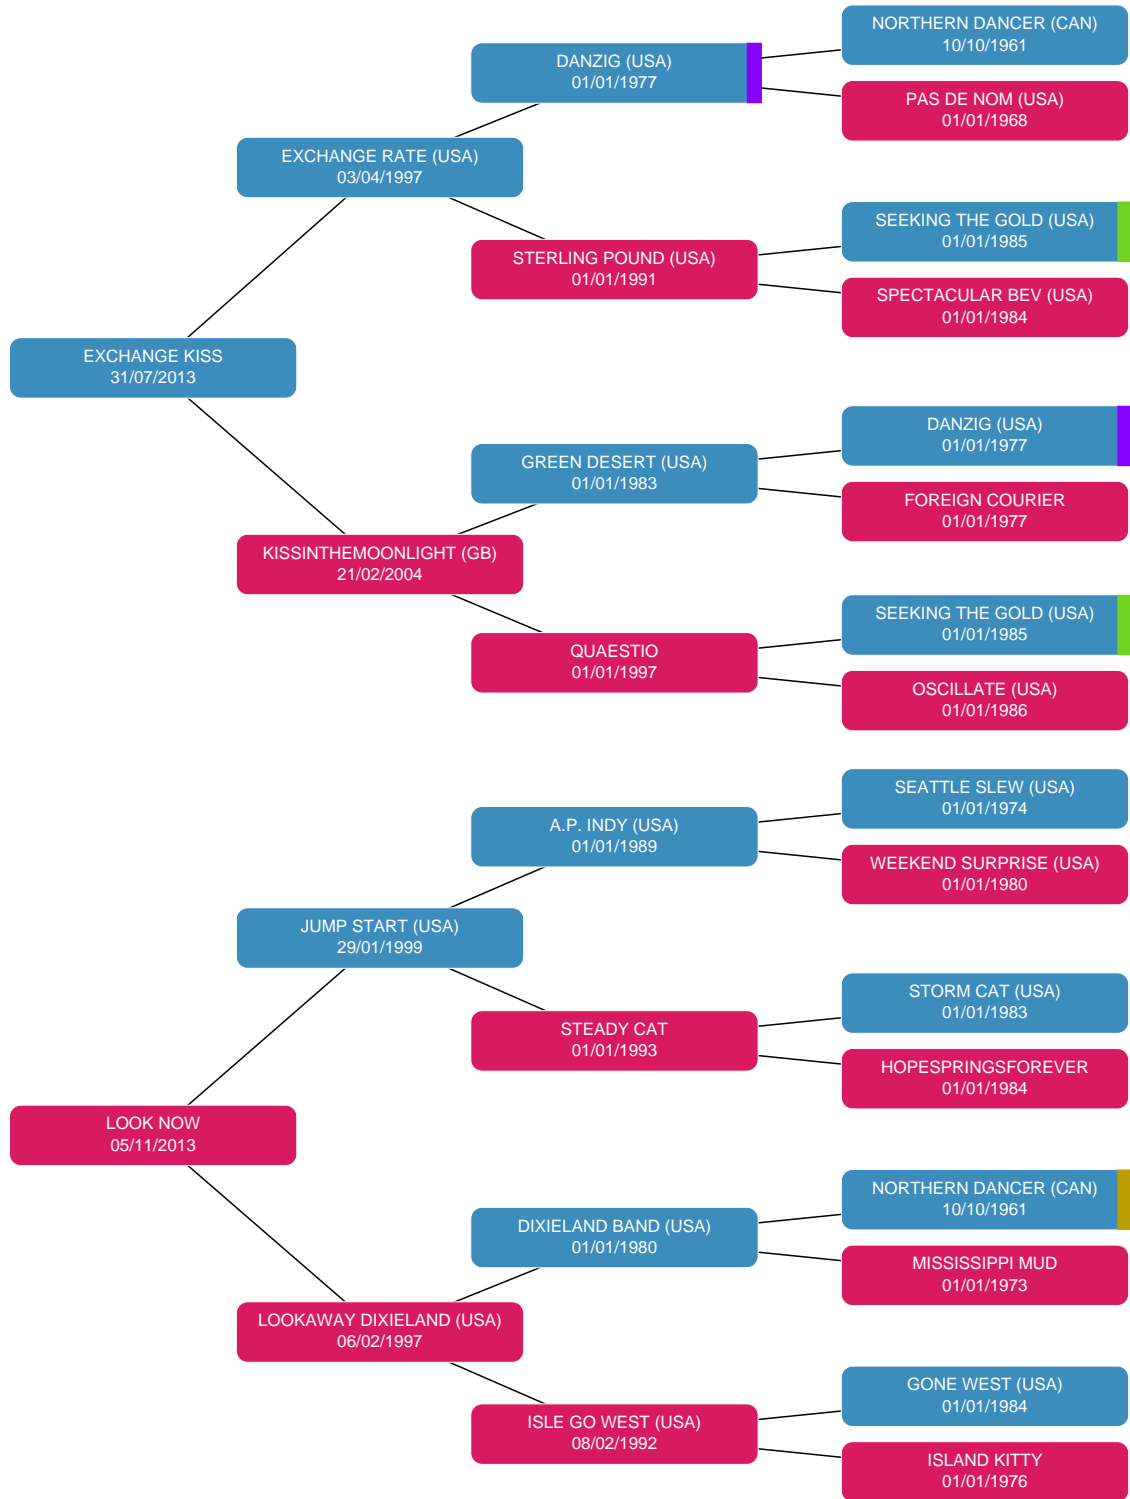 NORTHERN DANCER (CAN)
10/10/1961
DANZIG (USA)
01/01/1977
PAS DE NOM (USA)
01/01/1968
EXCHANGE RATE (USA)
03/04/1997
SEEKING THE GOLD (USA)
01/01/1985
STERLING POUND (USA)
01/01/1991
SPECTACULAR BEV (USA)
01/01/1984
EXCHANGE KISS
31/07/2013
DANZIG (USA)
01/01/1977
GREEN DESERT (USA)
01/01/1983
FOREIGN COURIER
01/01/1977
KISSINTHEMOONLIGHT (GB)
21/02/2004
SEEKING THE GOLD (USA)
01/01/1985
QUAESTIO
01/01/1997
OSCILLATE (USA)
01/01/1986
SEATTLE SLEW (USA)
01/01/1974
A.P. INDY (USA)
01/01/1989
WEEKEND SURPRISE (USA)
01/01/1980
JUMP START (USA)
29/01/1999
STORM CAT (USA)
01/01/1983
STEADY CAT
01/01/1993
HOPESPRINGSFOREVER
01/01/1984
LOOK NOW
05/11/2013
NORTHERN DANCER (CAN)
10/10/1961
DIXIELAND BAND (USA)
01/01/1980
MISSISSIPPI MUD
01/01/1973
LOOKAWAY DIXIELAND (USA)
06/02/1997
GONE WEST (USA)
01/01/1984
ISLE GO WEST (USA)
08/02/1992
ISLAND KITTY
01/01/1976